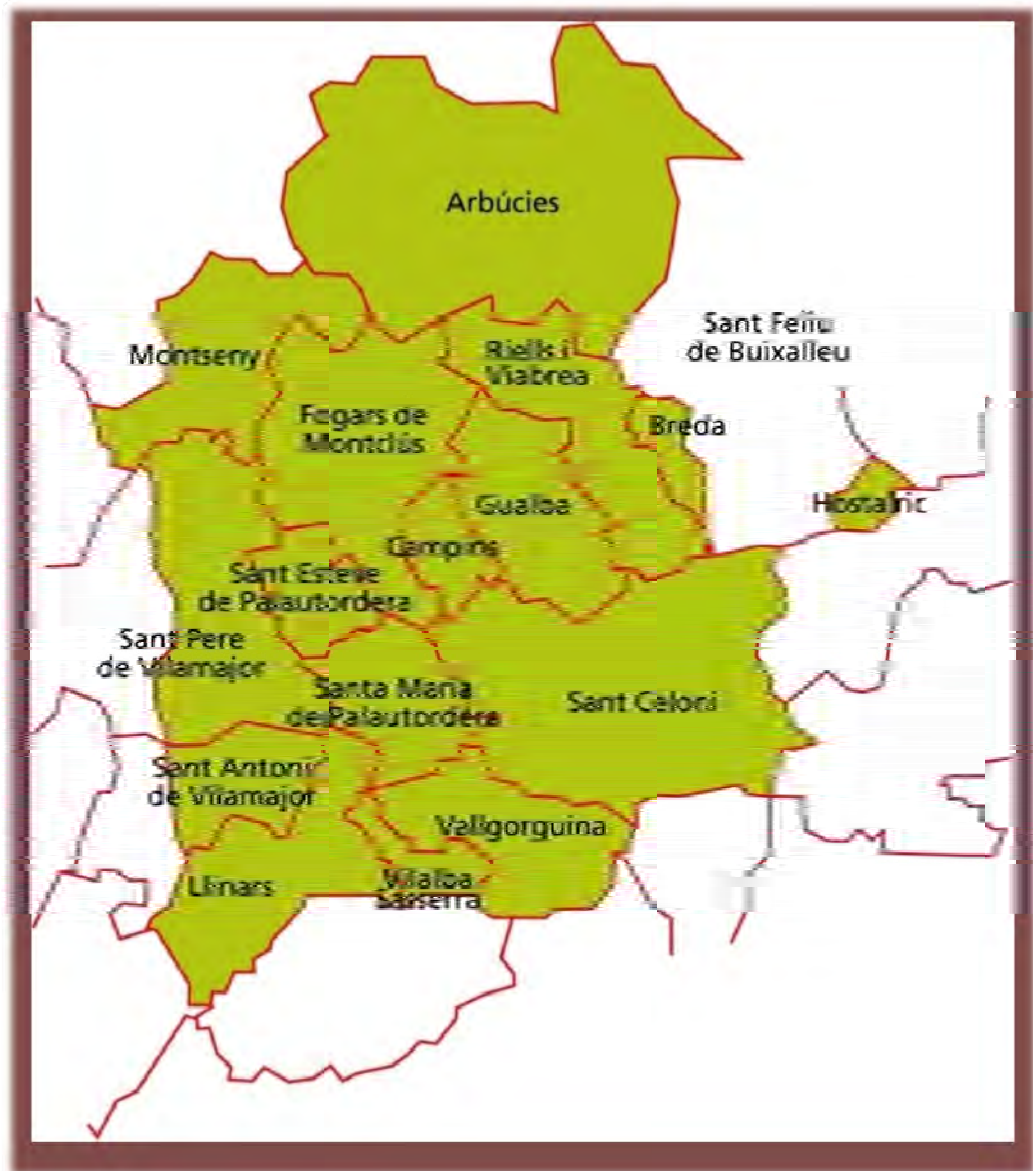 Arbúcies
Sant Feliu
de Buixalleu
Montseny
Riells i
Viabrea
Fogars de
Montclús
Breda
Gualba
Hostalric
Campins
Sant Esteve
de Palautordera
Sant Pere
de Vilamajor
Santa Maria
de Palautordera
Sant Celoni
Sant Antoni
de Vilamajor
Vallgorguina
Llinars
Vilalba
Sasserra